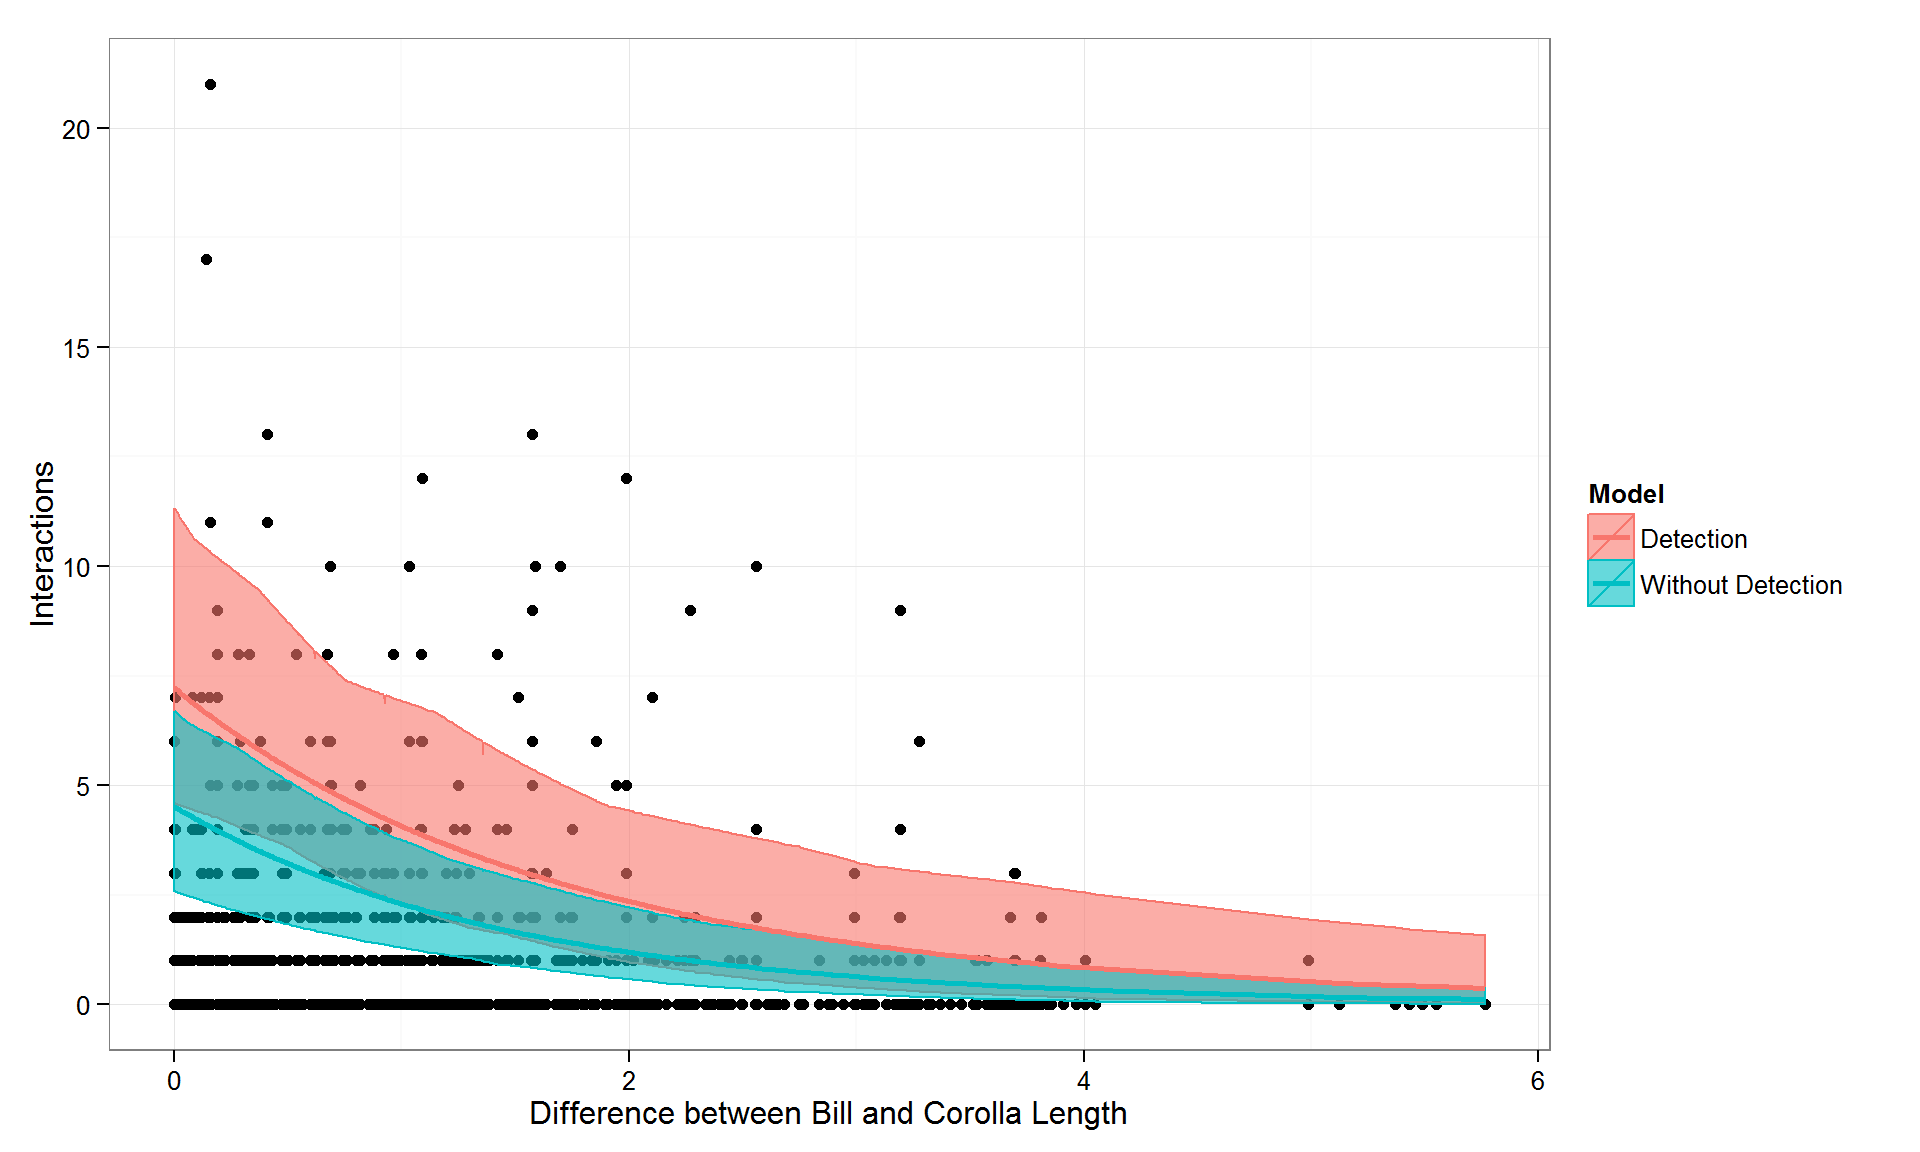 20
15
10
5
0
0 2 4 6
Interactions
Difference between Bill and Corolla Length
Model
Detection
Without Detection